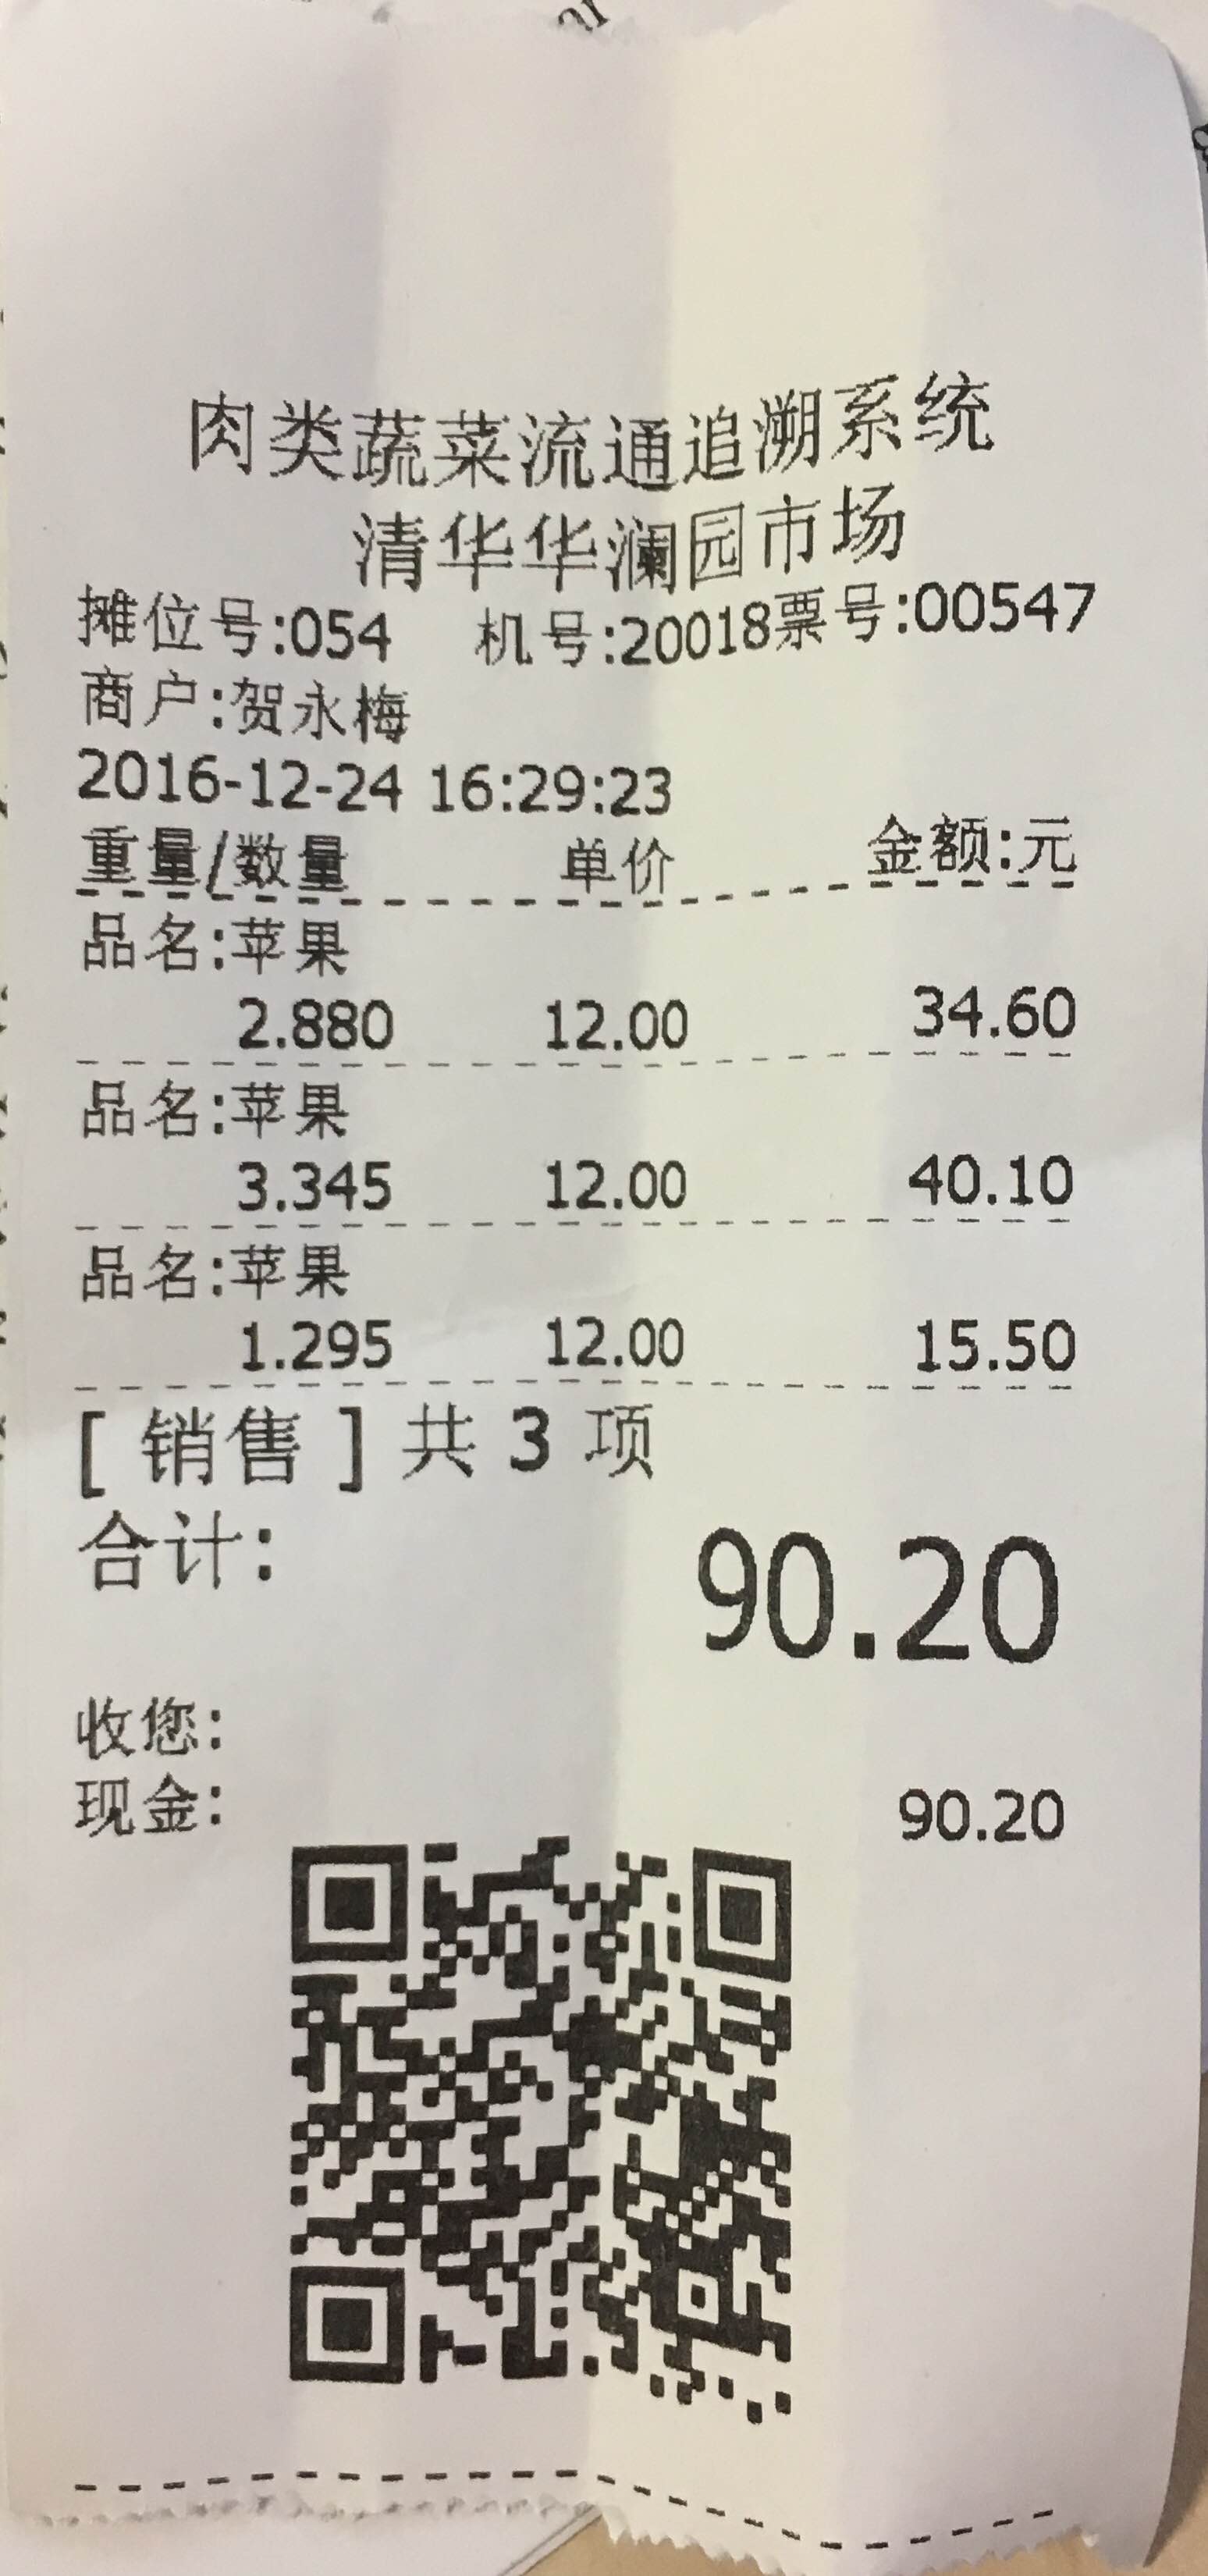 肉类蔬菜流通追溯系统
清华华澜园市场
摊位号:054 机号:20018票号:00547
商户:贺永梅
2016-12-24 16:29:23
重量/数量 单价 金额:元
品名:苹果
2.880 12.00 34.60
品名:苹果
3.345 12.00 40.10
品名:苹果
1.295 12.00 15.50
[ 销售 ] 共 3 项
合计: 90.20
收您:
现金: 90.20